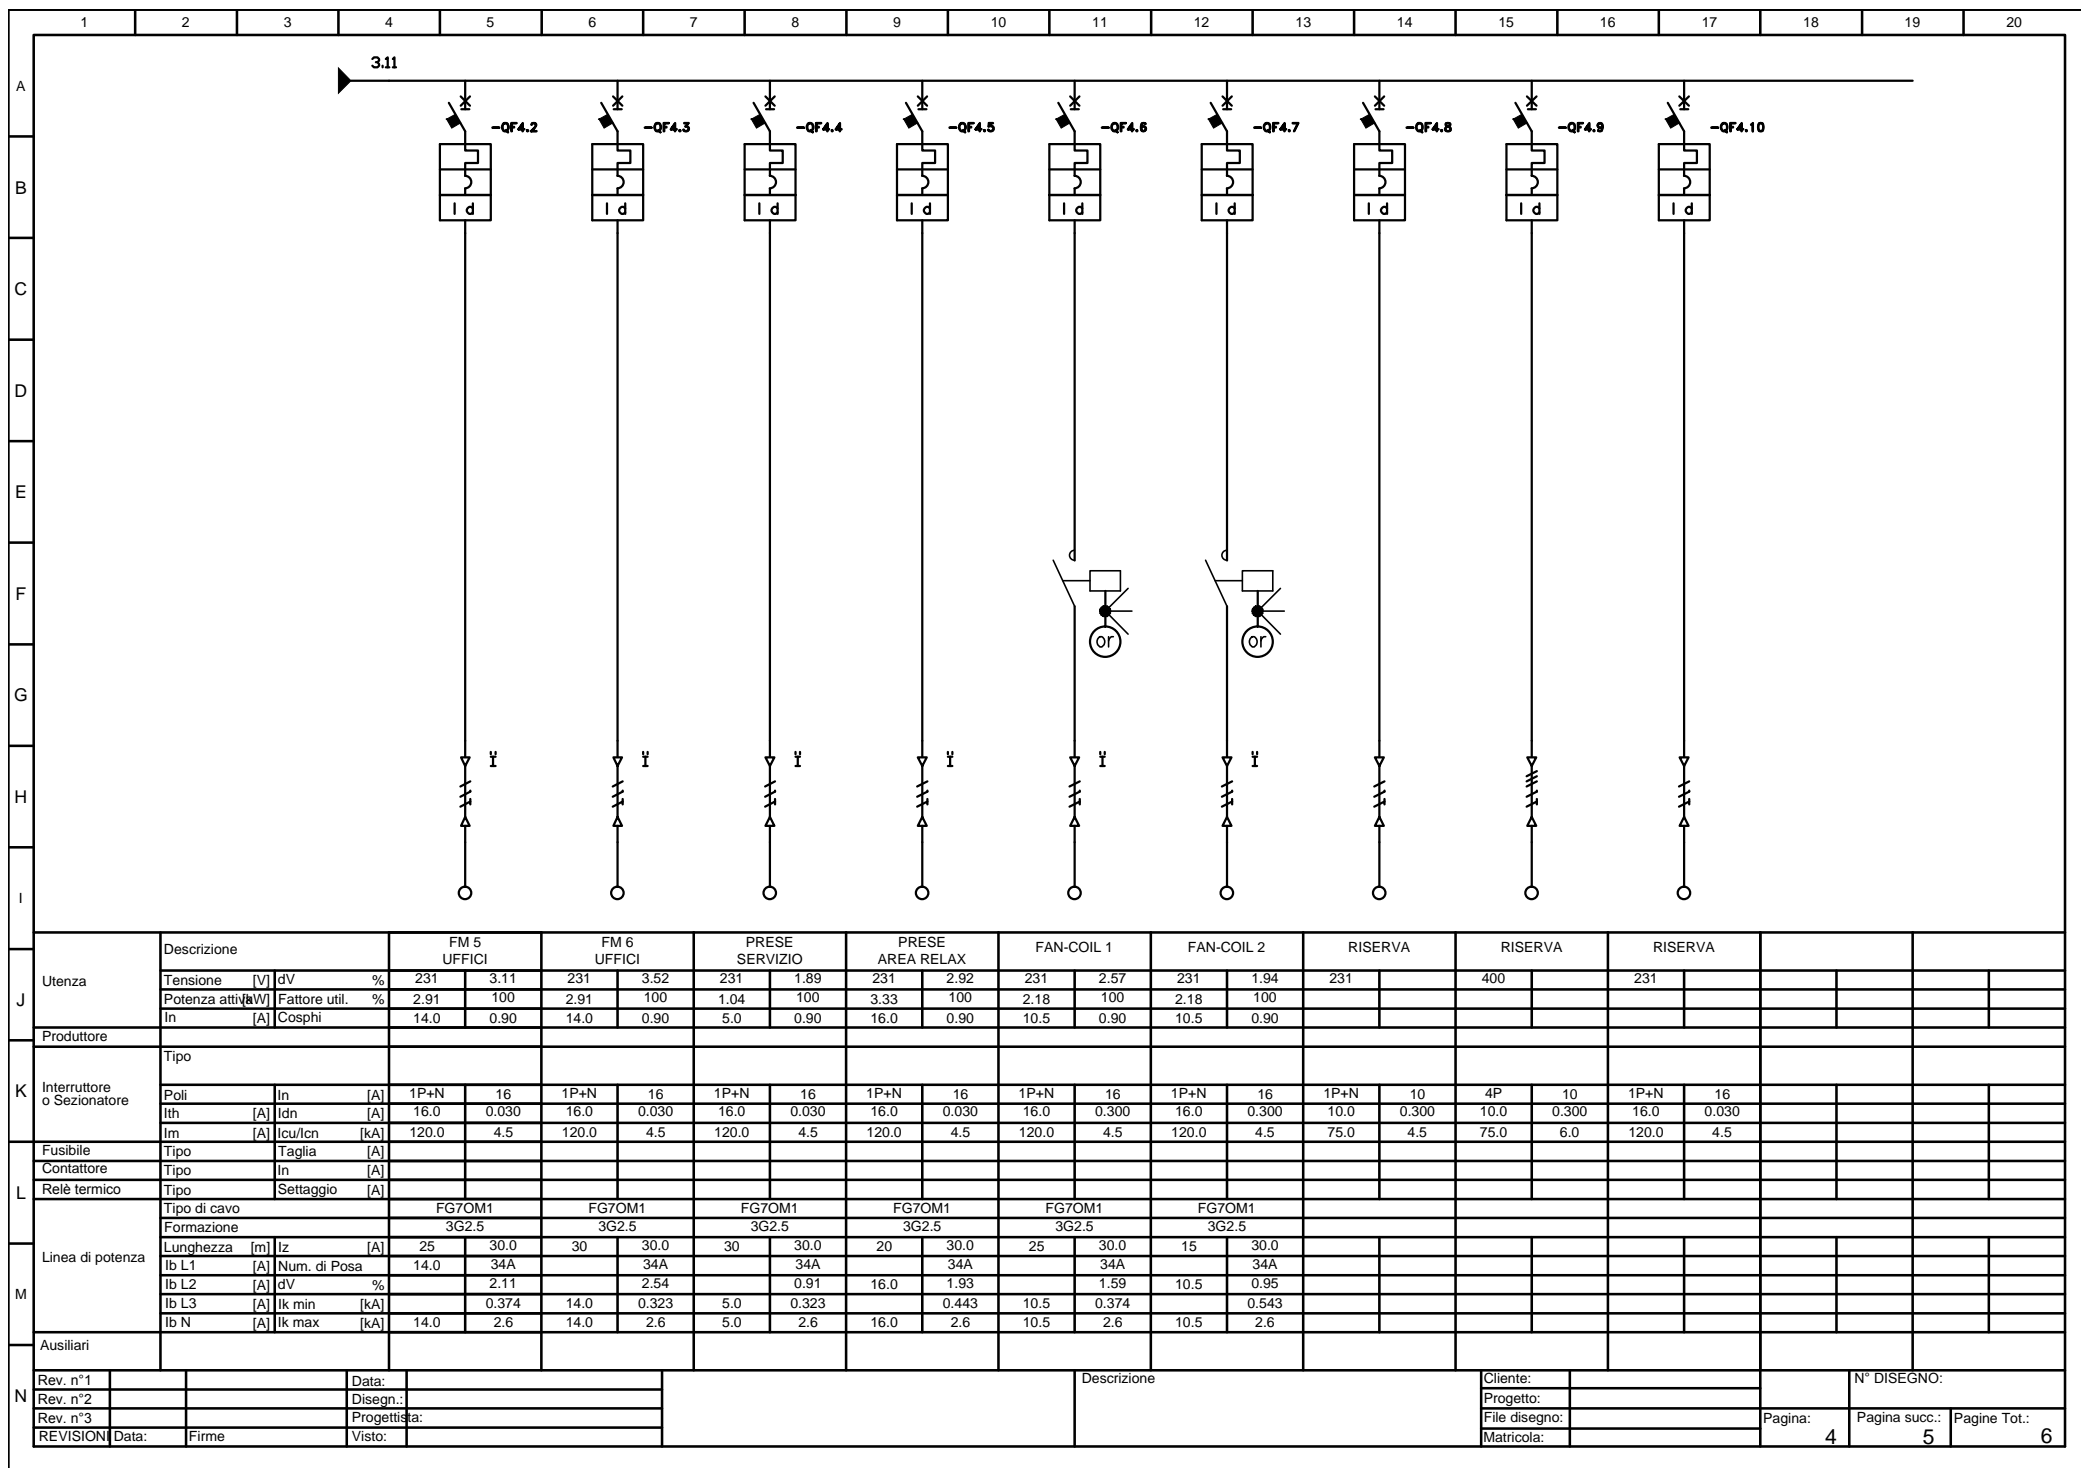 1 2 3 4 5 6 7 8 9 10 11 12 13 14 15 16 17 18 19 20
3.11
A
-QF4.2 -QF4.3 -QF4.4 -QF4.5 -QF4.6 -QF4.7 -QF4.8 -QF4.9 -QF4.10
B
I d I d I d I d I d I d I d I d I d
C
D
E
F
or or
G
H
I
Descrizione FM 5 UFFICI FM 6 UFFICI PRESE SERVIZIO PRESE AREA RELAX FAN-COIL 1 FAN-COIL 2 RISERVA RISERVA RISERVA
Utenza Tensione [V] dV % 231 3.11 231 3.52 231 1.89 231 2.92 231 2.57 231 1.94 231 400 231
J Potenza attiva [kW] Fattore util. % 2.91 100 2.91 100 1.04 100 3.33 100 2.18 100 2.18 100
In [A] Cosphi 14.0 0.90 14.0 0.90 5.0 0.90 16.0 0.90 10.5 0.90 10.5 0.90
Produttore
Tipo
K Interruttore o Sezionatore
Poli In [A] 1P+N 16 1P+N 16 1P+N 16 1P+N 16 1P+N 16 1P+N 16 1P+N 10 4P 10 1P+N 16
Ith [A] Idn [A] 16.0 0.030 16.0 0.030 16.0 0.030 16.0 0.030 16.0 0.300 16.0 0.300 10.0 0.300 10.0 0.300 16.0 0.030
Im [A] Icu/Icn [kA] 120.0 4.5 120.0 4.5 120.0 4.5 120.0 4.5 120.0 4.5 120.0 4.5 75.0 4.5 75.0 6.0 120.0 4.5
Fusibile Tipo Taglia [A]
Contattore Tipo In [A]
L Relè termico Tipo Settaggio [A]
Tipo di cavo FG7OM1 FG7OM1 FG7OM1 FG7OM1 FG7OM1 FG7OM1
Formazione 3G2.5 3G2.5 3G2.5 3G2.5 3G2.5 3G2.5
Linea di potenza Lunghezza [m] Iz [A] 25 30.0 30 30.0 30 30.0 20 30.0 25 30.0 15 30.0
Ib L1 [A] Num. di Posa 14.0 34A 34A 34A 34A 34A 34A
M Ib L2 [A] dV % 2.11 2.54 0.91 16.0 1.93 1.59 10.5 0.95
Ib L3 [A] Ik min [kA] 0.374 14.0 0.323 5.0 0.323 0.443 10.5 0.374 0.543
Ib N [A] Ik max [kA] 14.0 2.6 14.0 2.6 5.0 2.6 16.0 2.6 10.5 2.6 10.5 2.6
Ausiliari
Rev. n°1 Data: Descrizione Cliente: N° DISEGNO:
N Rev. n°2 Disegn.: Progetto:
Rev. n°3 Progettista: File disegno: Pagina: Pagina succ.: Pagine Tot.:
REVISIONI Data: Firme Visto: Matricola: 4 5 6